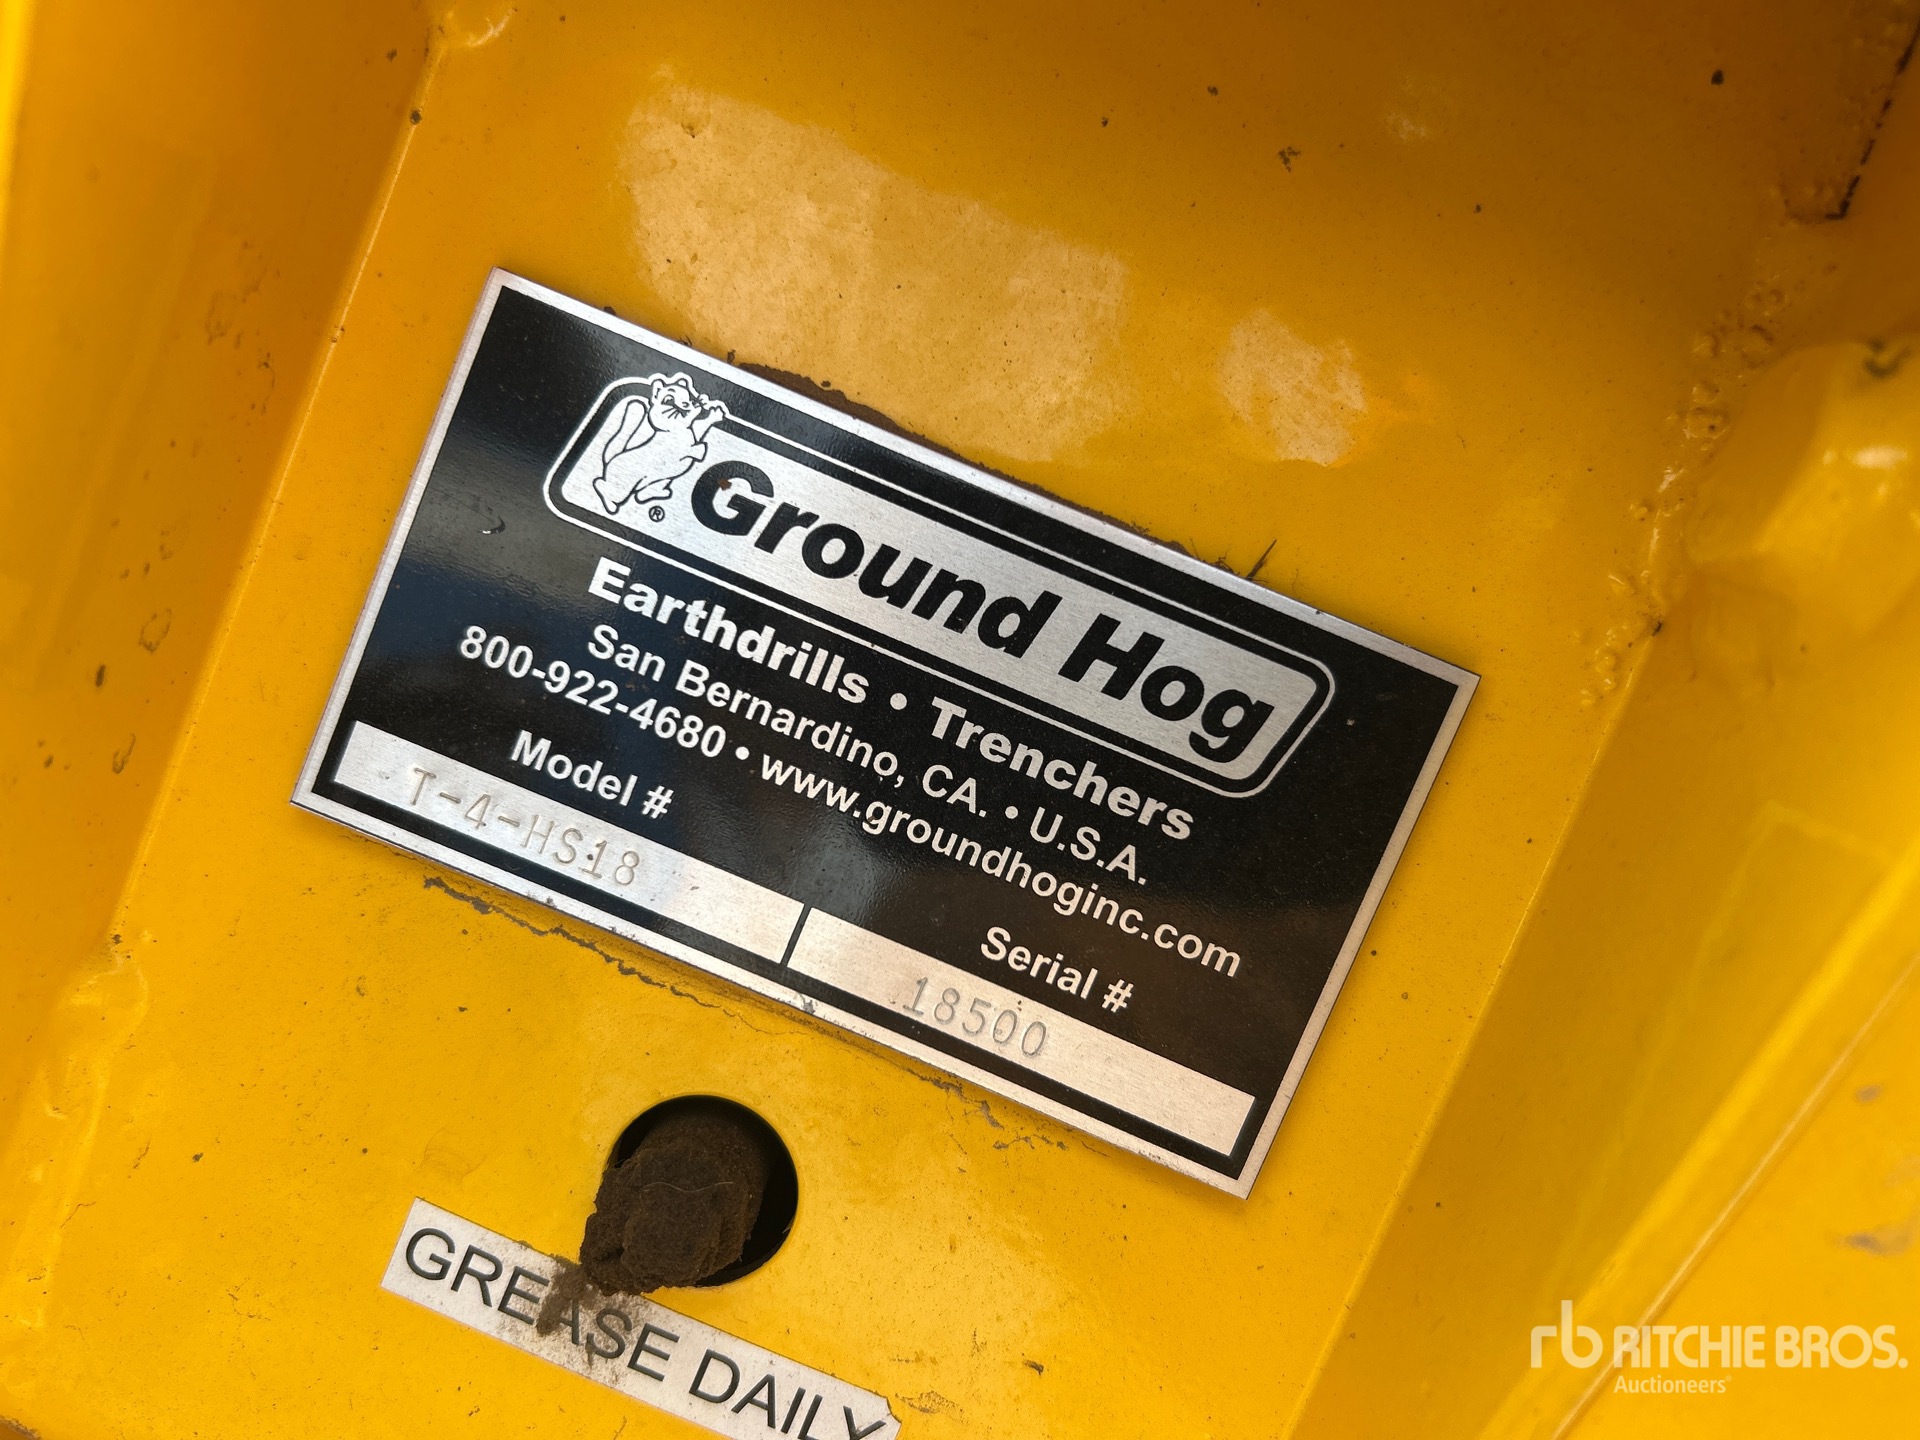 Ground Hog
®
Earthdrills • Trenchers
San Bernardino, CA. • U.S.A.
800-922-4680 • www.groundhoginc.com
Model # Serial #
T-4-HS18 18500
GREASE DAILY
rb RITCHIE BROS.
Auctioneers